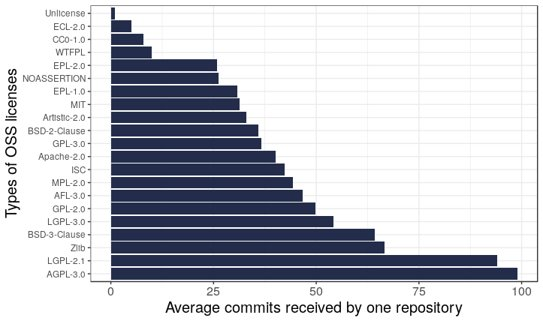 Types of OSS licenses
Unlicense
ECL-2.0
CC0-1.0
WTFPL
EPL-2.0
NOASSERTION
EPL-1.0
MIT
Artistic-2.0
BSD-2-Clause
GPL-3.0
Apache-2.0
ISC
MPL-2.0
AFL-3.0
GPL-2.0
LGPL-3.0
BSD-3-Clause
Zlib
LGPL-2.1
AGPL-3.0
0 25 50 75 100
Average commits received by one repository